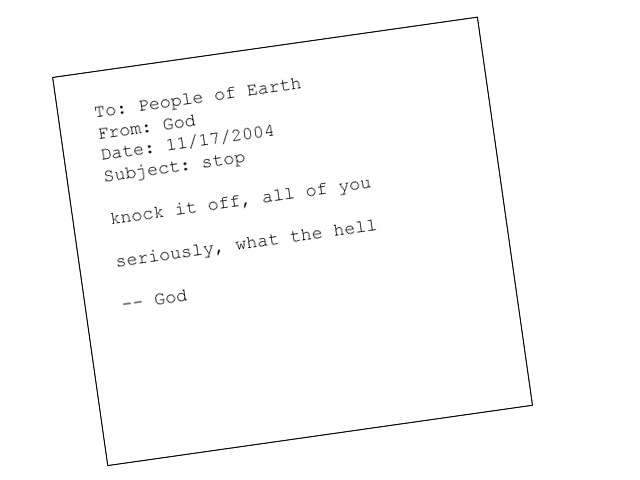 To: People of Earth
From: God
Date: 11/17/2004
Subject: stop
knock it off, all of you
seriously, what the hell
-- God